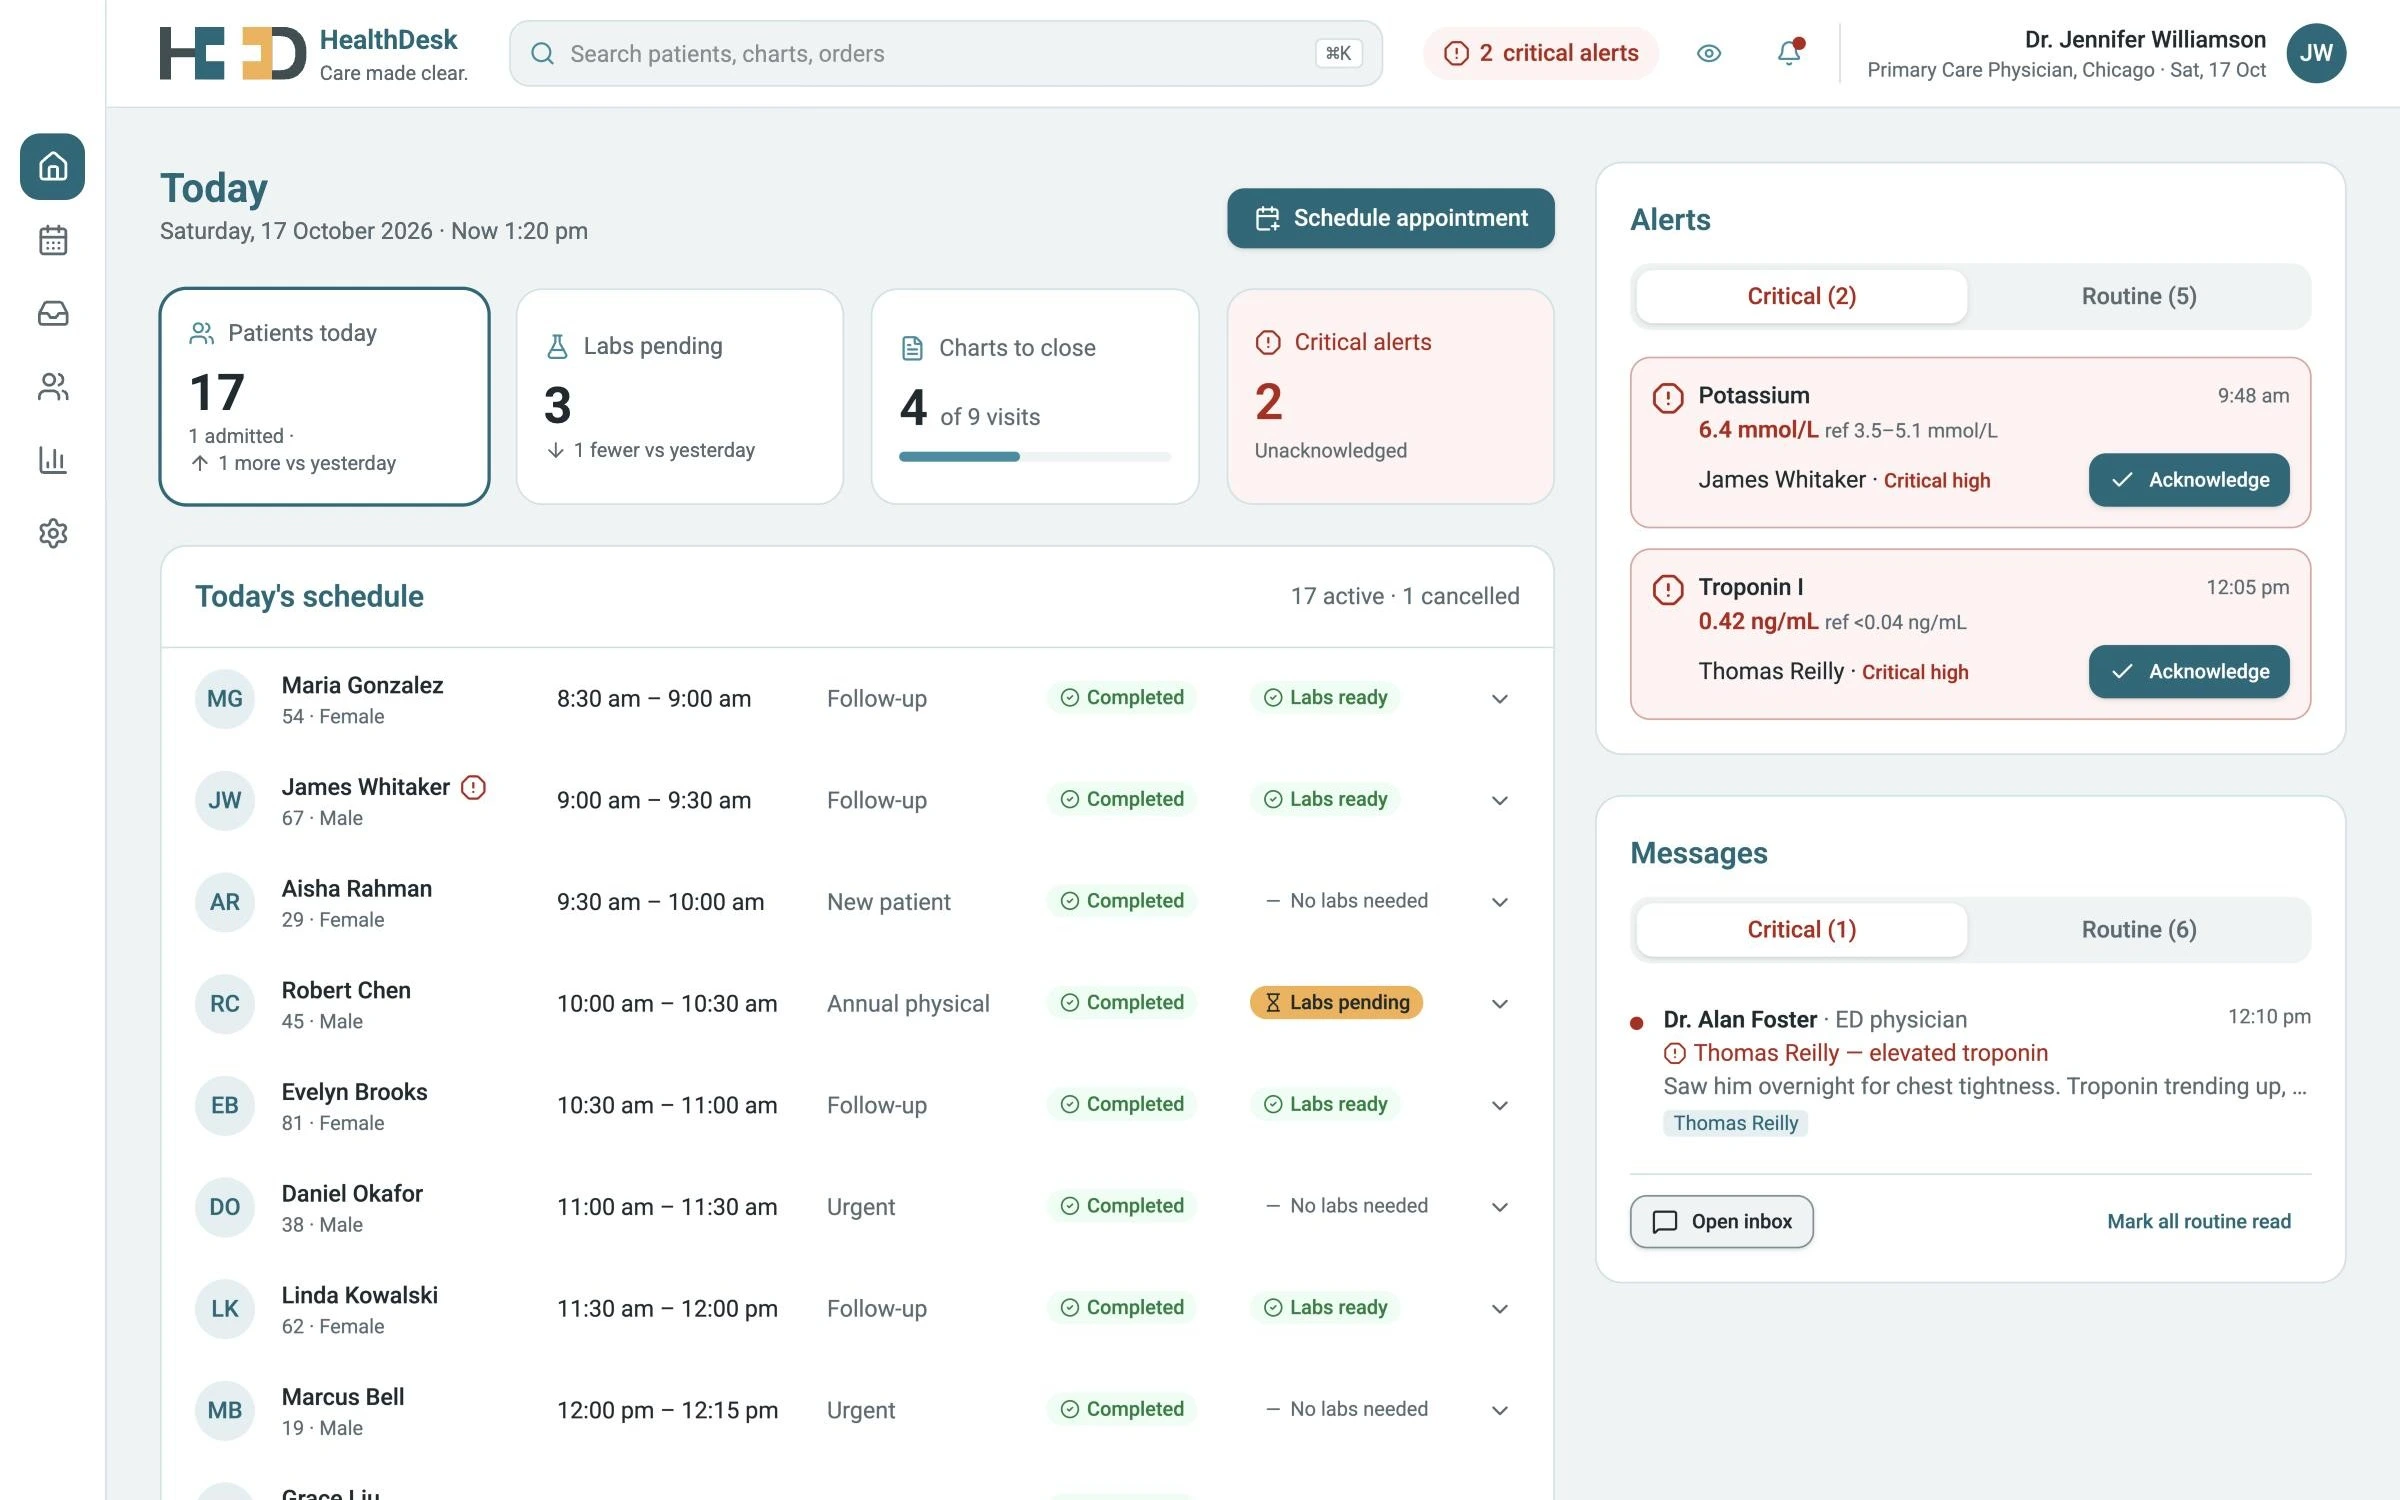 HD
HealthDesk
Care made clear.
Search patients, charts, orders
⌘K
2 critical alerts
Dr. Jennifer Williamson
Primary Care Physician, Chicago · Sat, 17 Oct
JW
Today
Saturday, 17 October 2026 · Now 1:20 pm
Schedule appointment
Patients today
17
1 admitted ·
↑ 1 more vs yesterday
Labs pending
3
↓ 1 fewer vs yesterday
Charts to close
4 of 9 visits
Critical alerts
2
Unacknowledged
Today's schedule
17 active · 1 cancelled
MG
Maria Gonzalez
54 · Female
8:30 am – 9:00 am
Follow-up
Completed
Labs ready
JW
James Whitaker
67 · Male
9:00 am – 9:30 am
Follow-up
Completed
Labs ready
AR
Aisha Rahman
29 · Female
9:30 am – 10:00 am
New patient
Completed
– No labs needed
RC
Robert Chen
45 · Male
10:00 am – 10:30 am
Annual physical
Completed
Labs pending
EB
Evelyn Brooks
81 · Female
10:30 am – 11:00 am
Follow-up
Completed
Labs ready
DO
Daniel Okafor
38 · Male
11:00 am – 11:30 am
Urgent
Completed
– No labs needed
LK
Linda Kowalski
62 · Female
11:30 am – 12:00 pm
Follow-up
Completed
Labs ready
MB
Marcus Bell
19 · Male
12:00 pm – 12:15 pm
Urgent
Completed
– No labs needed
Grace Liu
Alerts
Critical (2)
Routine (5)
Potassium
9:48 am
6.4 mmol/L ref 3.5–5.1 mmol/L
James Whitaker · Critical high
Acknowledge
Troponin I
12:05 pm
0.42 ng/mL ref <0.04 ng/mL
Thomas Reilly · Critical high
Acknowledge
Messages
Critical (1)
Routine (6)
Dr. Alan Foster · ED physician
12:10 pm
Thomas Reilly — elevated troponin
Saw him overnight for chest tightness. Troponin trending up, ...
Thomas Reilly
Open inbox
Mark all routine read